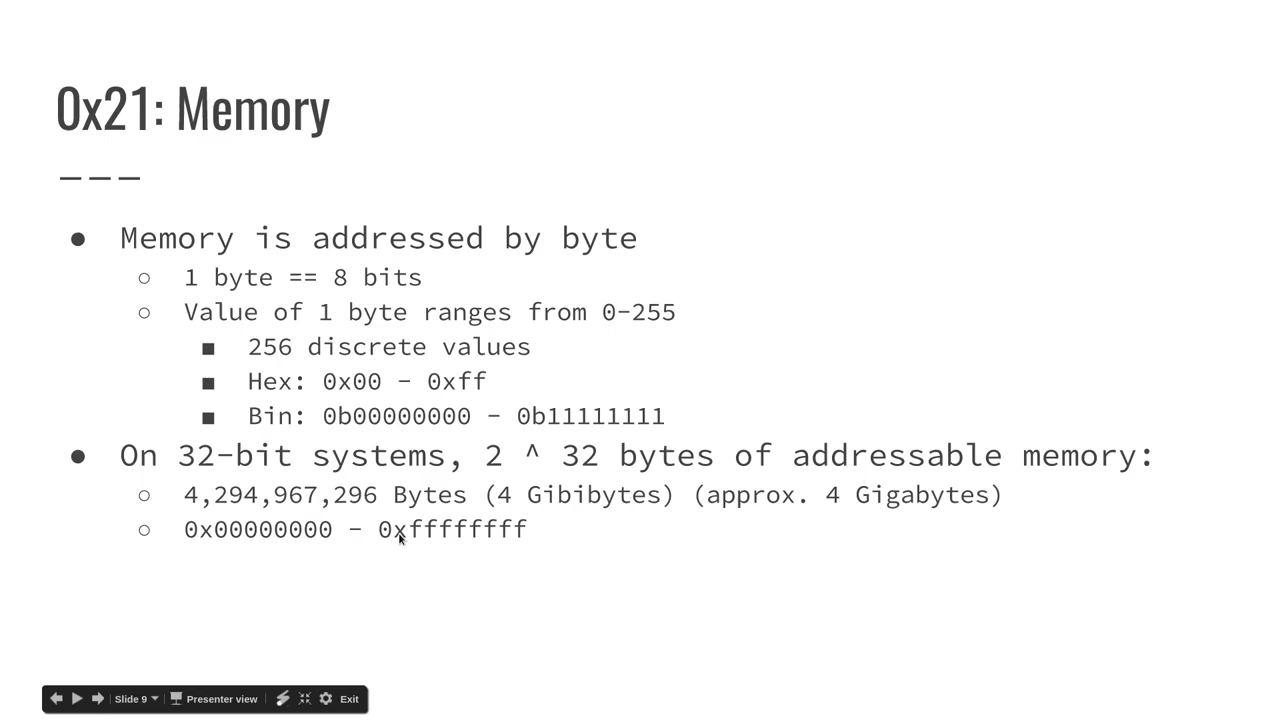 0x21: Memory
———
● Memory is addressed by byte
○ 1 byte == 8 bits
○ Value of 1 byte ranges from 0-255
■ 256 discrete values
■ Hex: 0x00 - 0xff
■ Bin: 0b00000000 - 0b11111111
● On 32-bit systems, 2 ^ 32 bytes of addressable memory:
○ 4,294,967,296 Bytes (4 Gibibytes) (approx. 4 Gigabytes)
○ 0x00000000 - 0xffffffff
Slide 9 Presenter view Exit